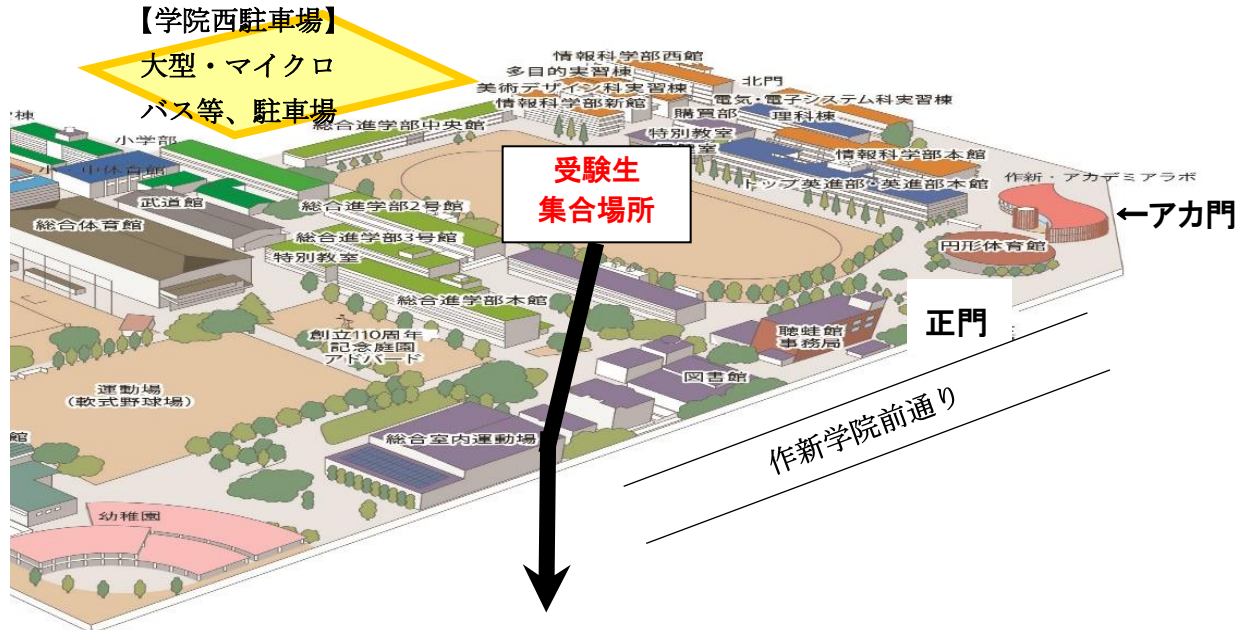 【学院西駐車場】
大型・マイクロ
バス等、駐車場
情報科学部西館
多目的実習棟
美術デザイン科実習棟
情報科学部新館
北門
電気・電子システム科実習棟
購買部
理科棟
特別教室
情報科学部本館
トップ英進部・英進部本館
作新・アカデミアラボ
←アカ門
円形体育館
総合進学部中央館
小学部
中体育館
武道館
総合体育館
受験生
集合場所
総合進学部2号館
総合進学部3号館
特別教室
総合進学部本館
創立110周年
記念庭園
アトバード
運動場
(軟式野球場)
正門
聴蛙館
事務局
図書館
総合室内運動場
作新学院前通り
館
幼稚園